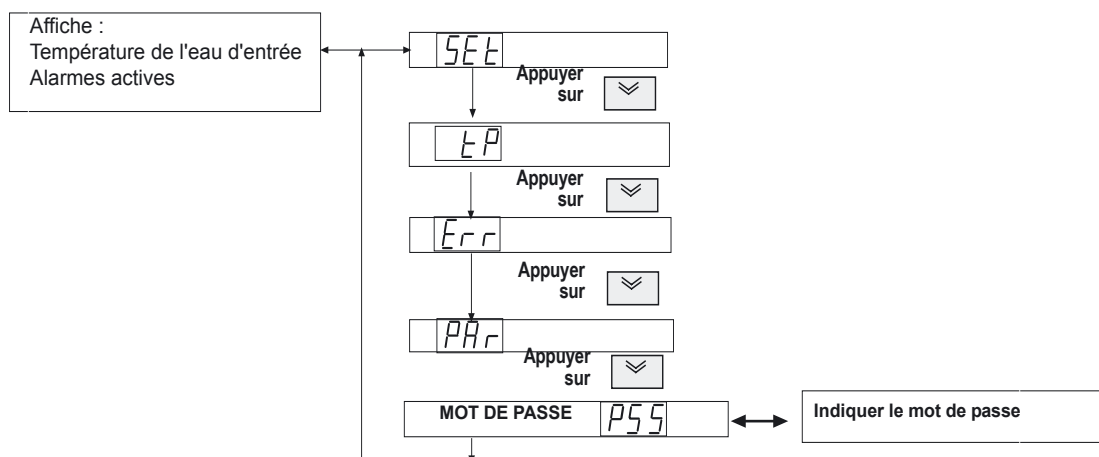 Affiche :
Température de l'eau d'entrée
Alarmes actives
SEt
Appuyer
sur
tP
Appuyer
sur
Err
Appuyer
sur
PAr
Appuyer
sur
MOT DE PASSE PSS
Indiquer le mot de passe